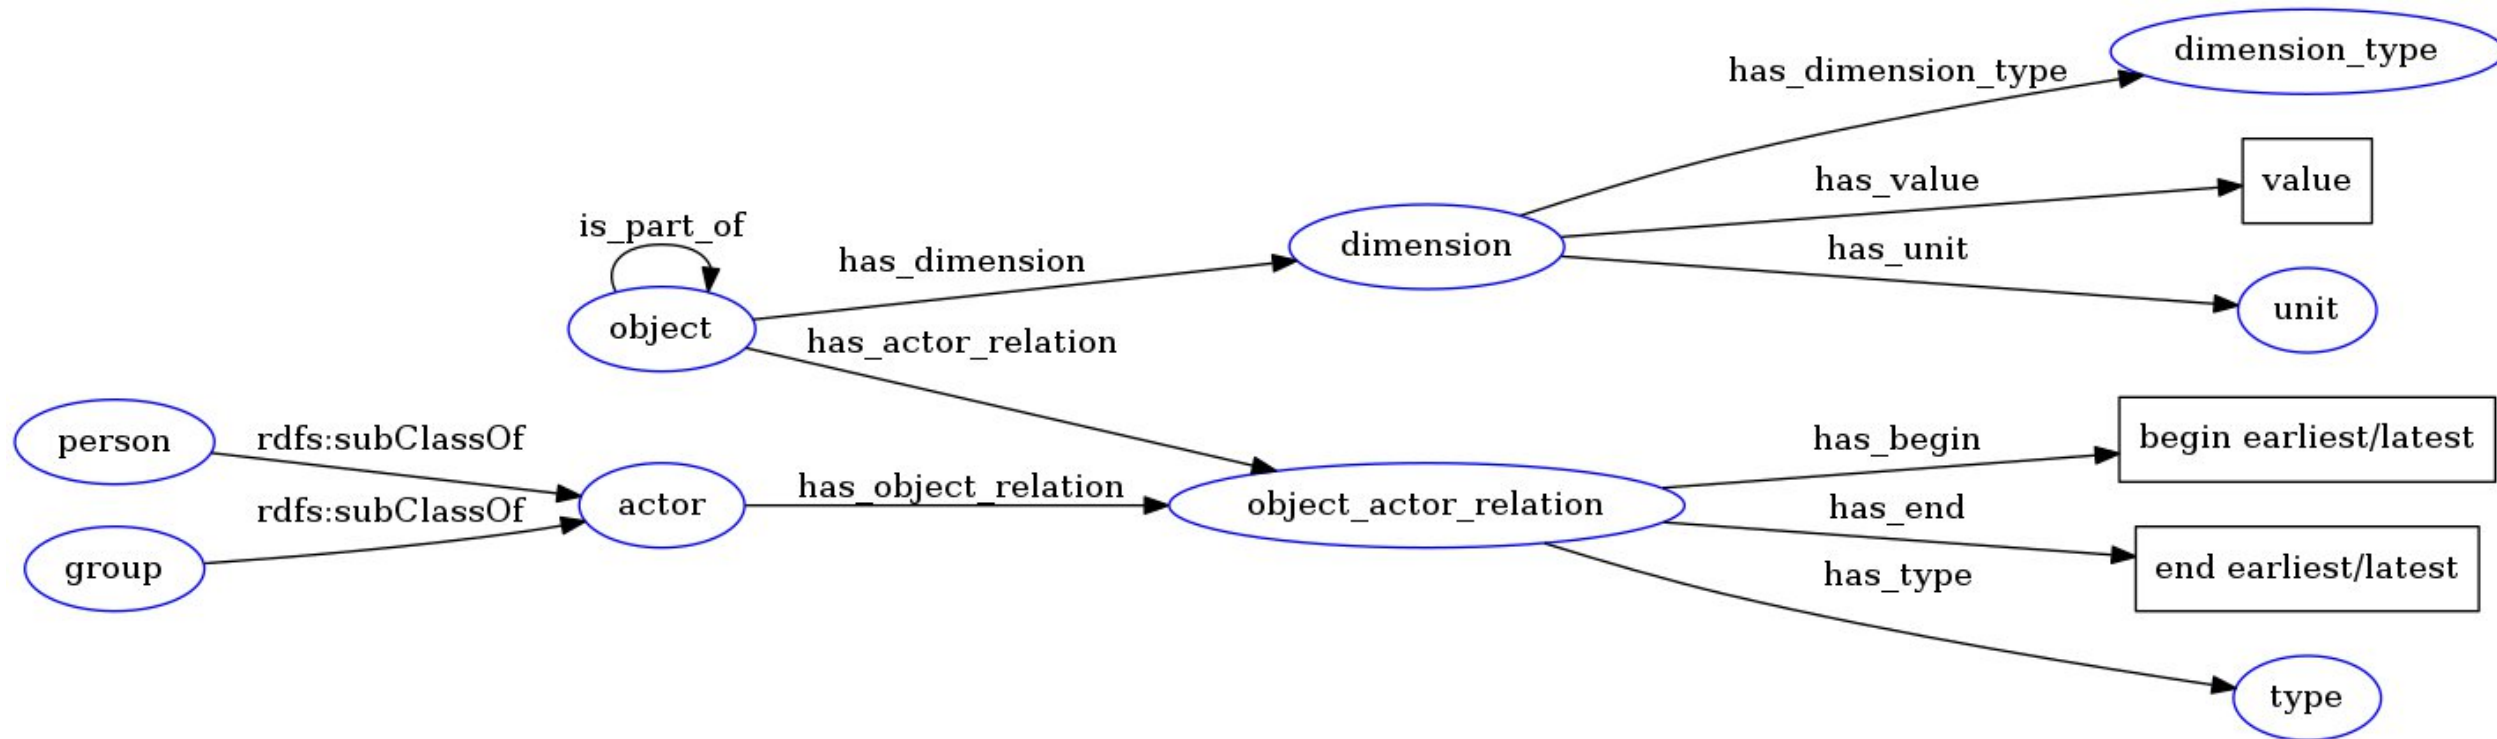 dimension_type
has_dimension_type
has_value
value
is_part_of
has_dimension
dimension
has_unit
unit
object
has_actor_relation
person
rdfs:subClassOf
has_begin
begin earliest/latest
actor
has_object_relation
object_actor_relation
rdfs:subClassOf
has_end
group
end earliest/latest
has_type
type